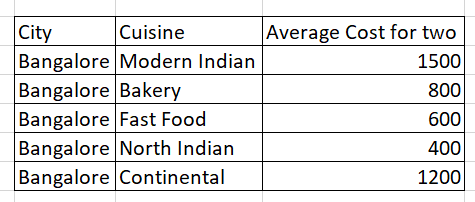 City Cuisine Average Cost for two
Bangalore Modern Indian 1500
Bangalore Bakery 800
Bangalore Fast Food 600
Bangalore North Indian 400
Bangalore Continental 1200